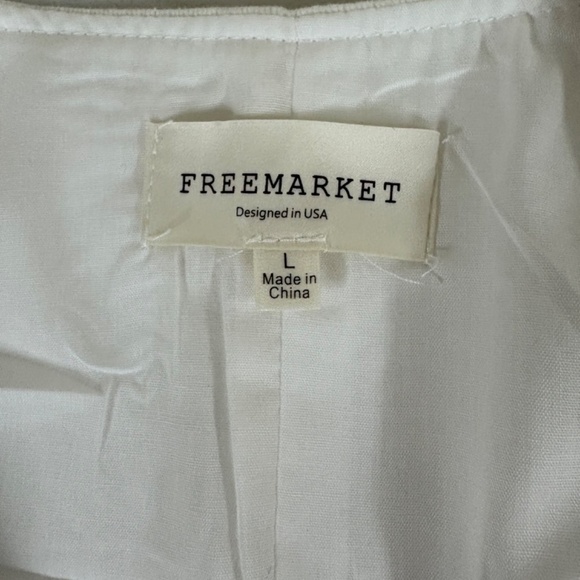 FREEMARKET
Designed in USA
L
Made in
China